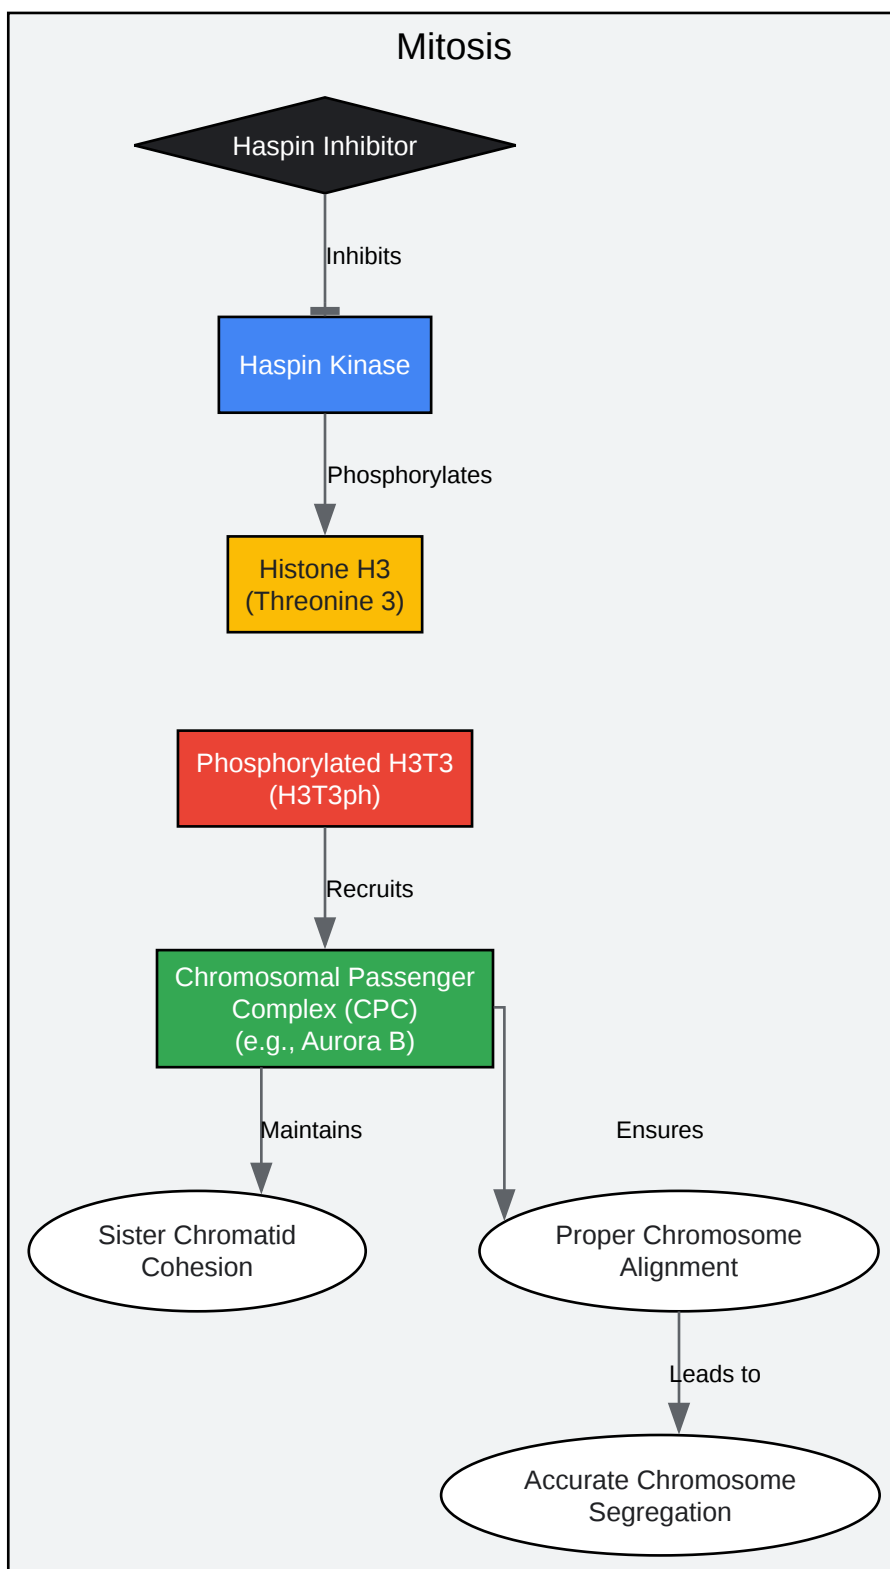 Mitosis
Haspin Inhibitor
Inhibits
Haspin Kinase
Phosphorylates
Histone H3
(Threonine 3)
Phosphorylated H3T3
(H3T3ph)
Recruits
Chromosomal Passenger
Complex (CPC)
(e.g., Aurora B)
Maintains
Ensures
Sister Chromatid
Cohesion
Proper Chromosome
Alignment
Leads to
Accurate Chromosome
Segregation